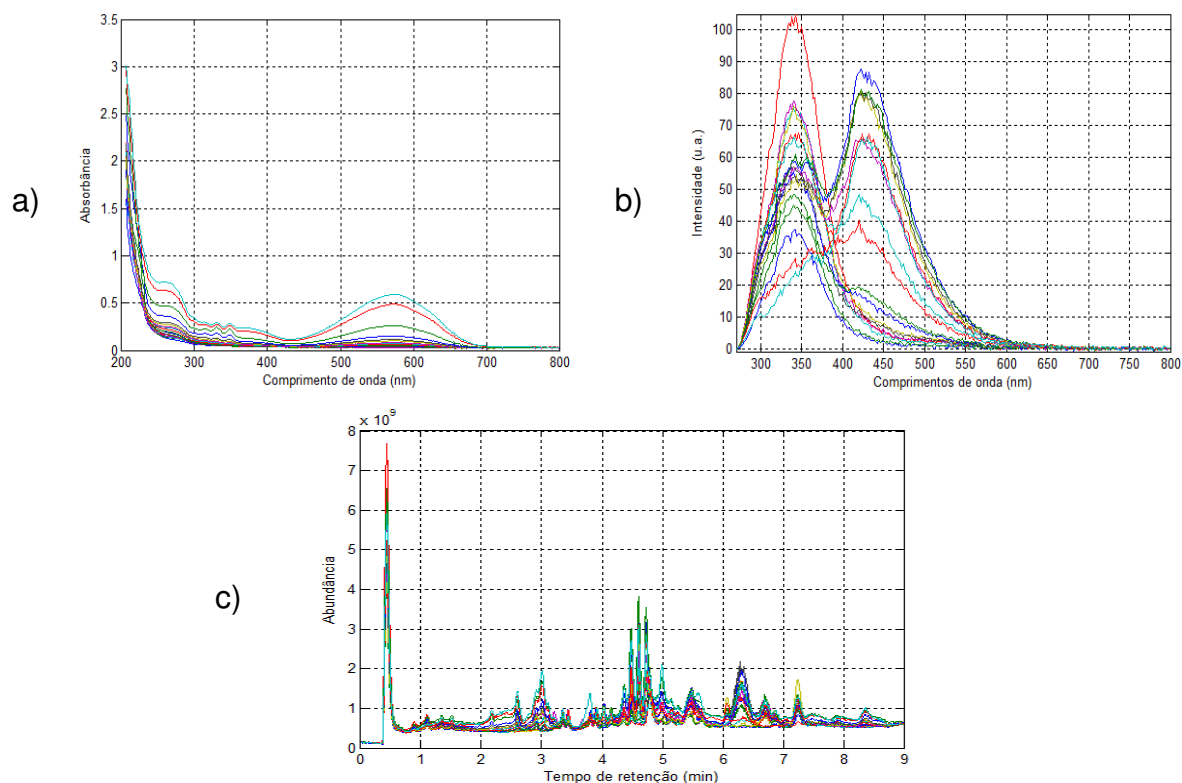 a)
Absorbância
3.5
3
2.5
2
1.5
1
0.5
0
200 300 400 500 600 700 800
Comprimento de onda (nm)
b)
Intensidade (u.a.)
100
90
80
70
60
50
40
30
20
10
0
300 350 400 450 500 550 600 650 700 750 800
Comprimentos de onda (nm)
c)
Abundância
x 10^9
8
7
6
5
4
3
2
1
0
0 1 2 3 4 5 6 7 8 9
Tempo de retenção (min)